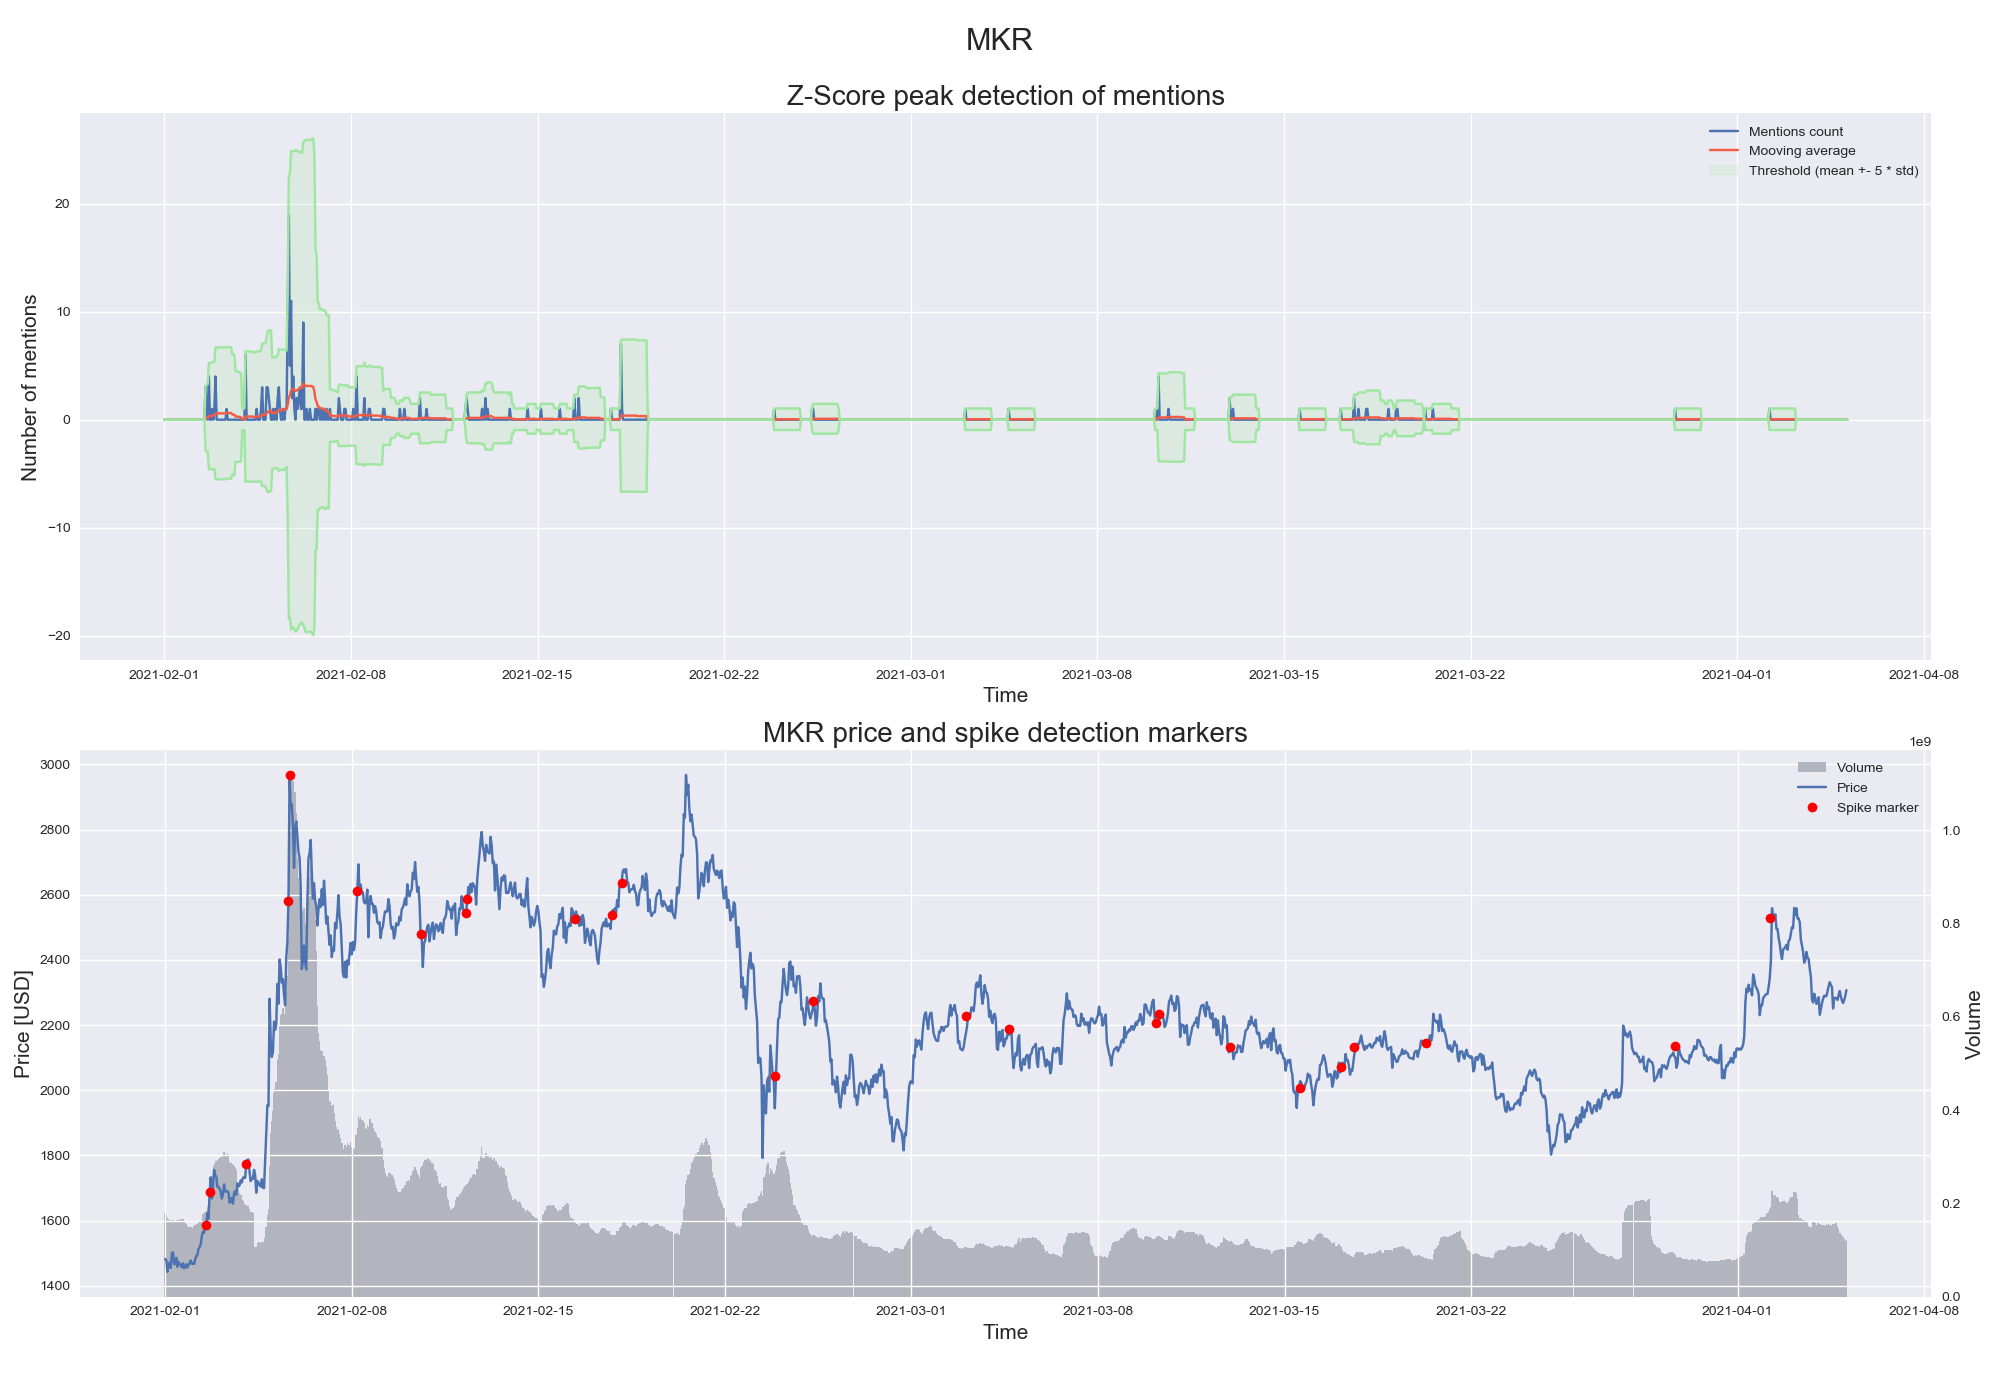 MKR
Z-Score peak detection of mentions
Mentions count
Mooving average
Threshold (mean +- 5 * std)
Number of mentions
20
10
0
−10
−20
2021-02-01 2021-02-08 2021-02-15 2021-02-22 2021-03-01 2021-03-08 2021-03-15 2021-03-22 2021-04-01 2021-04-08
Time
MKR price and spike detection markers
1e9
Volume
Price
Spike marker
Price [USD]
3000
2800
2600
2400
2200
2000
1800
1600
1400
1.0
0.8
0.6
0.4
0.2
0.0
Volume
2021-02-01 2021-02-08 2021-02-15 2021-02-22 2021-03-01 2021-03-08 2021-03-15 2021-03-22 2021-04-01 2021-04-08
Time